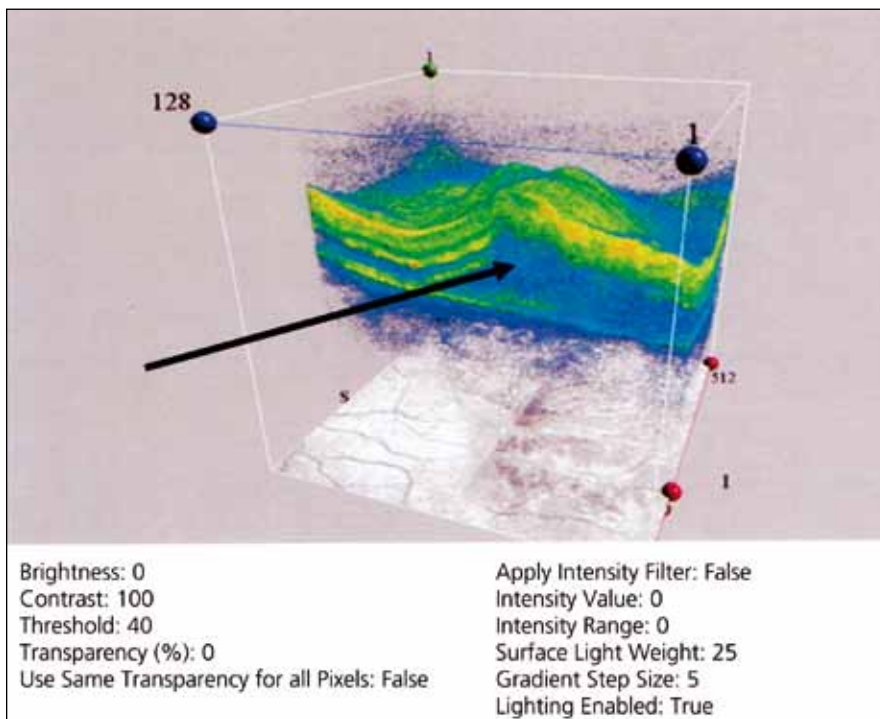 1
128
1
512
S
I
Brightness: 0
Contrast: 100
Threshold: 40
Transparency (%): 0
Use Same Transparency for all Pixels: False
Apply Intensity Filter: False
Intensity Value: 0
Intensity Range: 0
Surface Light Weight: 25
Gradient Step Size: 5
Lighting Enabled: True